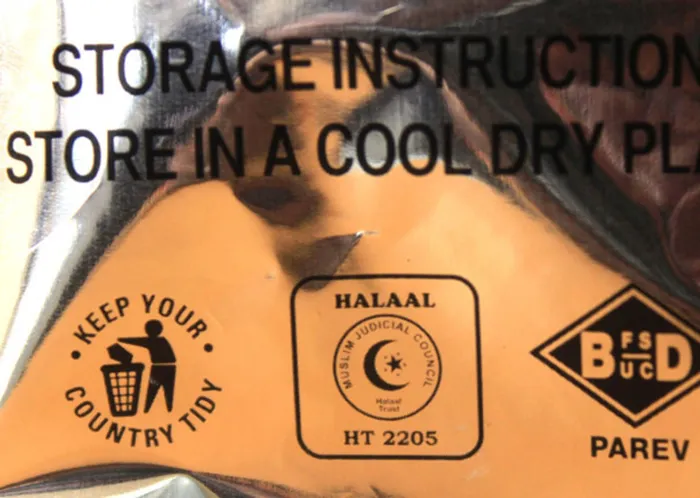 STORAGE INSTRUCTION
STORE IN A COOL DRY PLA
KEEP YOUR
COUNTRY TIDY
HALAAL
MUSLIM JUDICIAL COUNCIL
Halaal
Trust
HT 2205
B FS UC D
PAREV